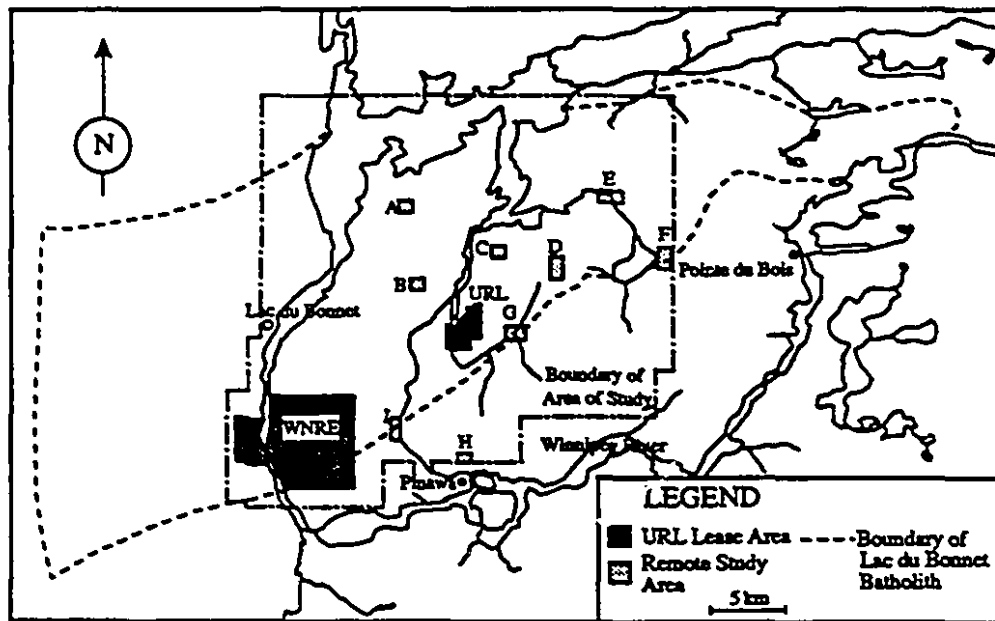 N
A
B
C
D
E
F
Pointe du Bois
URL
G
Lac du Bonnet
Boundary of
Area of Study
WNRE
I
H
Winnipeg River
Pinawa
LEGEND
URL Lease Area
Boundary of
Lac du Bonnet
Batholith
Remote Study
Area
5 km